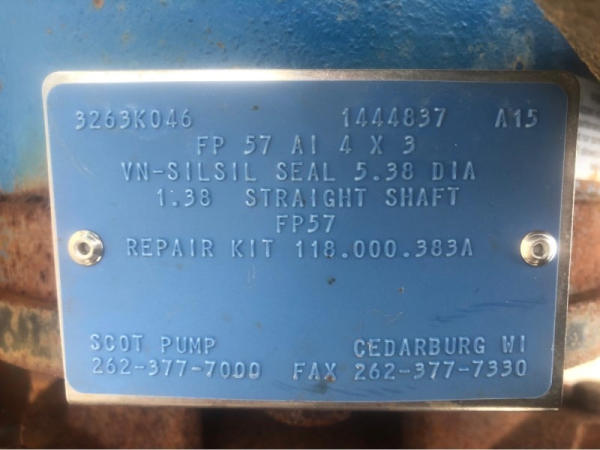 3263K046 1444837 A15
FP 57 AI 4 X 3
VN-SILSIL SEAL 5.38 DIA
1.38 STRAIGHT SHAFT
FP57
REPAIR KIT 118.000.383A
SCOT PUMP CEDARBURG WI
262-377-7000 FAX 262-377-7330